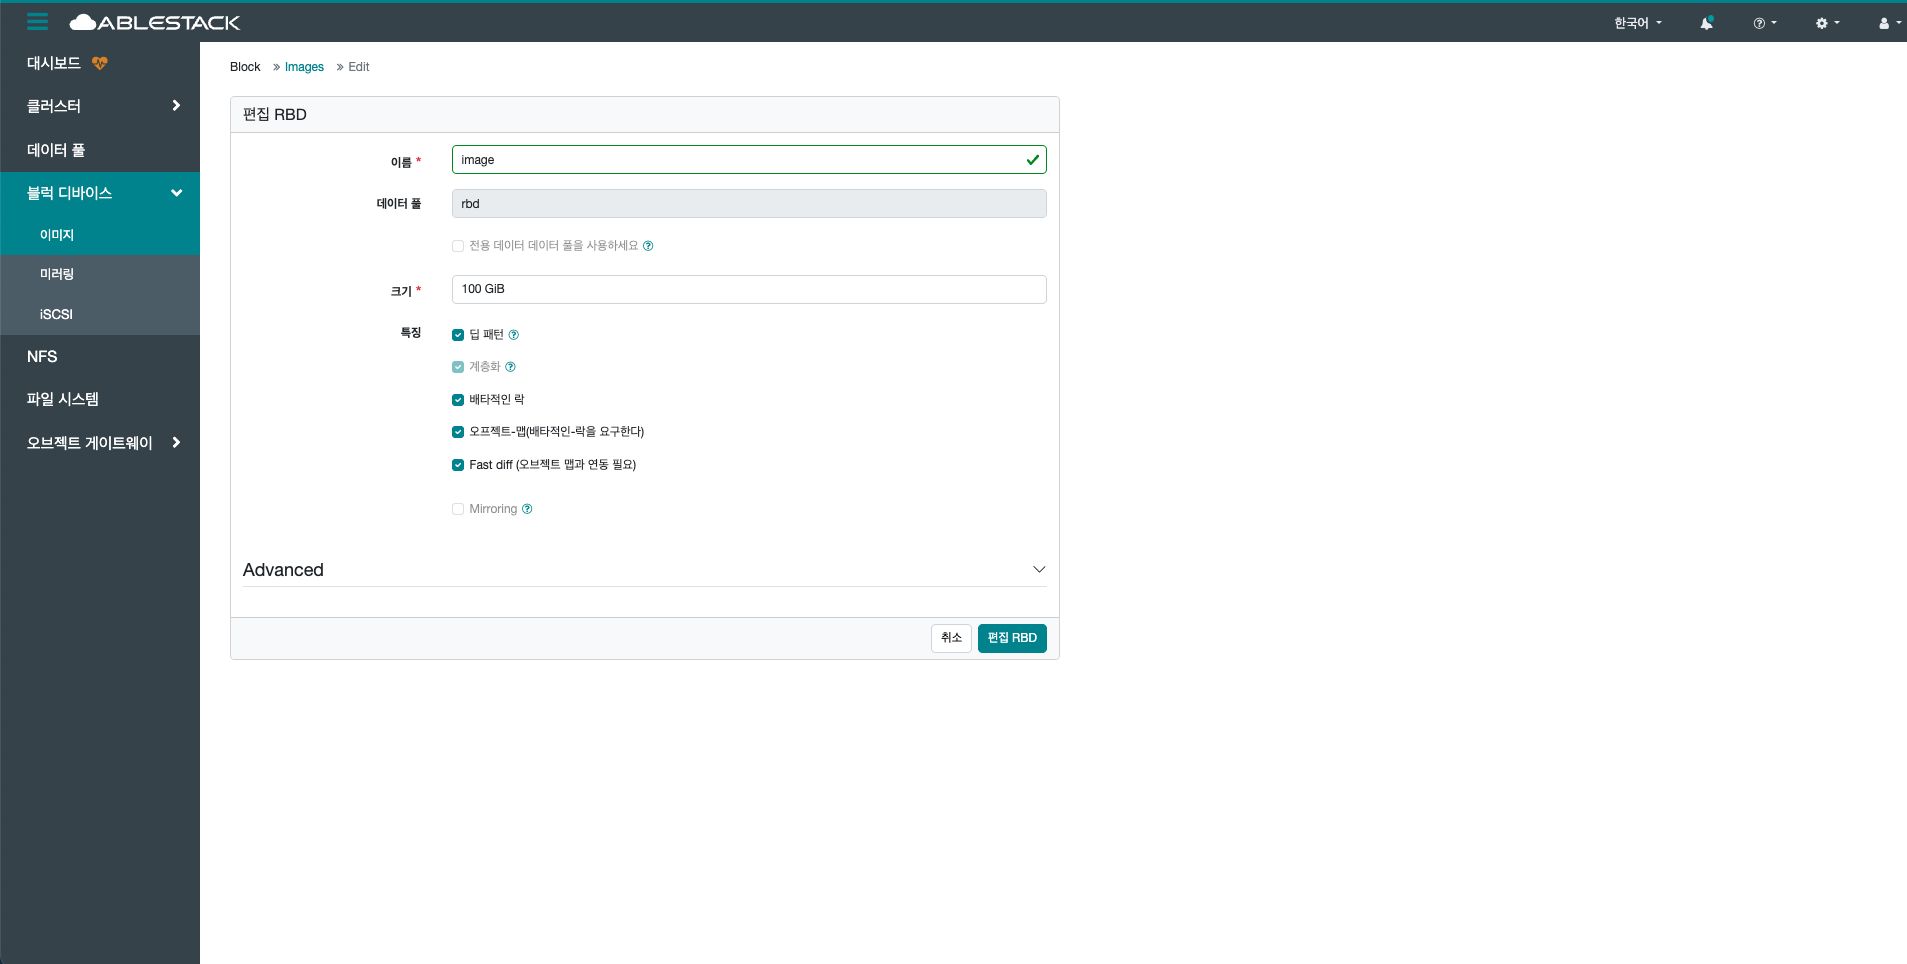 ABLESTACK
한국어
대시보드
클러스터
데이터 풀
블럭 디바이스
이미지
미러링
iSCSI
NFS
파일 시스템
오브젝트 게이트웨이
Block » Images » Edit
편집 RBD
이름 *
image
데이터 풀
rbd
전용 데이터 데이터 풀을 사용하세요
크기 *
100 GiB
특징
딥 패턴
계층화
배타적인 락
오프젝트-맵(배타적인-락을 요구한다)
Fast diff (오브젝트 맵과 연동 필요)
Mirroring
Advanced
취소
편집 RBD